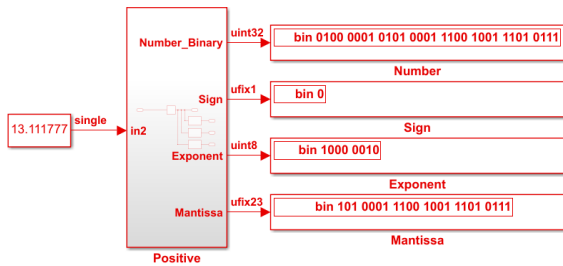 uint32
Number_Binary
bin 0100 0001 0101 0001 1100 1001 1101 0111
Number
ufix1
Sign
bin 0
Sign
single
13.111777
in2
uint8
Exponent
bin 1000 0010
Exponent
ufix23
Mantissa
bin 101 0001 1100 1001 1101 0111
Mantissa
Positive